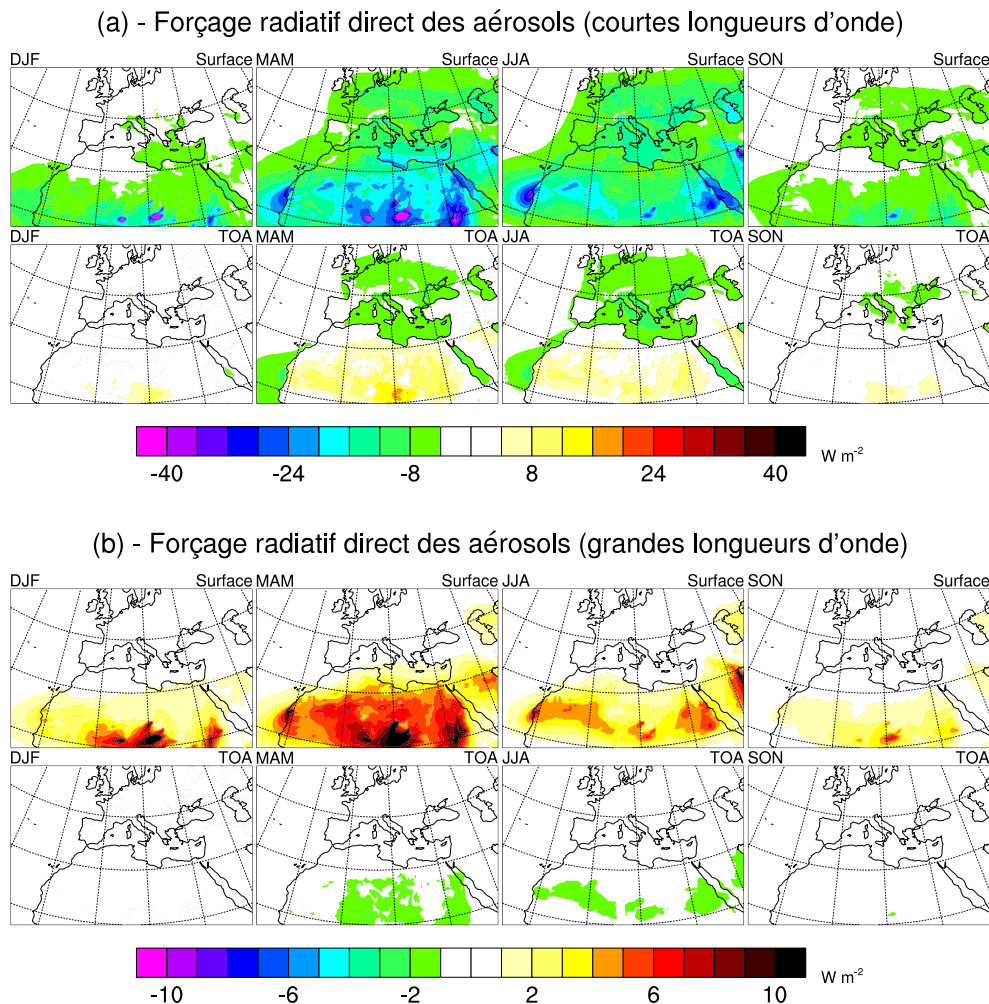 (a) - Forçage radiatif direct des aérosols (courtes longueurs d'onde)
DJF Surface MAM Surface JJA Surface SON Surface
DJF TOA MAM TOA JJA TOA SON TOA
-40 -24 -8 8 24 40 W m-2
(b) - Forçage radiatif direct des aérosols (grandes longueurs d'onde)
DJF Surface MAM Surface JJA Surface SON Surface
DJF TOA MAM TOA JJA TOA SON TOA
-10 -6 -2 2 6 10 W m-2